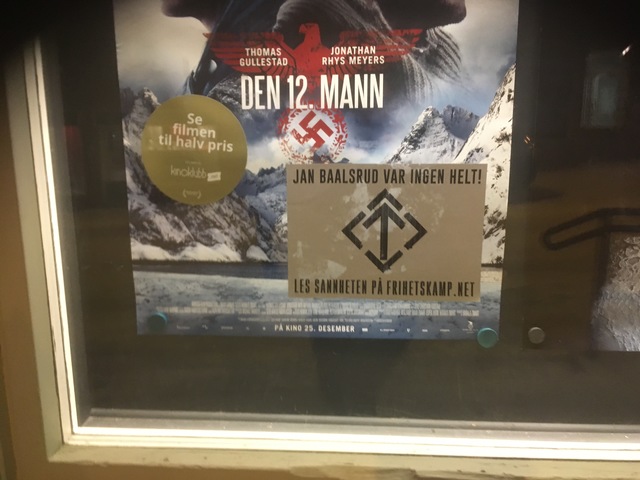 THOMAS
GULLESTAD
JONATHAN
RHYS MEYERS
DEN 12. MANN
Se
filmen
til halv pris
kinoklubb
JAN BAALSRUD VAR INGEN HELT!
LES SANNHETEN PÅ FRIHETSKAMP.NET
PÅ KINO 25. DESEMBER